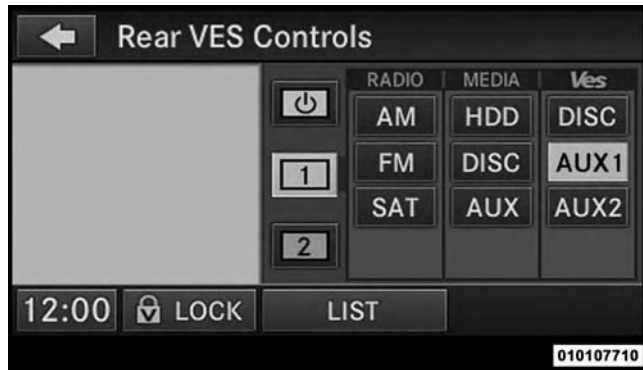 Rear VES Controls
RADIO MEDIA Ves
AM HDD DISC
1 FM DISC AUX1
SAT AUX AUX2
2
12:00 LOCK LIST
010107710